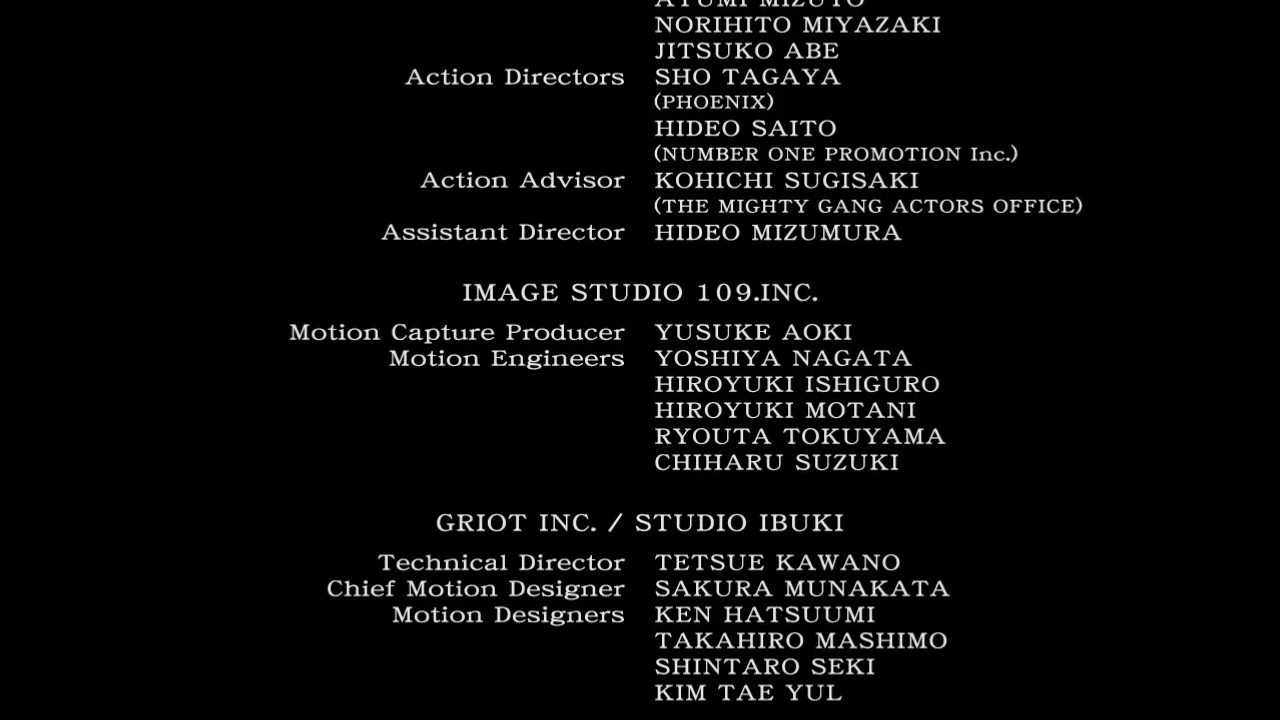 AYUMI MIZUTO
NORIHITO MIYAZAKI
JITSUKO ABE
Action Directors SHO TAGAYA
(PHOENIX)
HIDEO SAITO
(NUMBER ONE PROMOTION Inc.)
Action Advisor KOHICHI SUGISAKI
(THE MIGHTY GANG ACTORS OFFICE)
Assistant Director HIDEO MIZUMURA
IMAGE STUDIO 109.INC.
Motion Capture Producer YUSUKE AOKI
Motion Engineers YOSHIYA NAGATA
HIROYUKI ISHIGURO
HIROYUKI MOTANI
RYOUTA TOKUYAMA
CHIHARU SUZUKI
GRIOT INC. / STUDIO IBUKI
Technical Director TETSUE KAWANO
Chief Motion Designer SAKURA MUNAKATA
Motion Designers KEN HATSUUMI
TAKAHIRO MASHIMO
SHINTARO SEKI
KIM TAE YUL